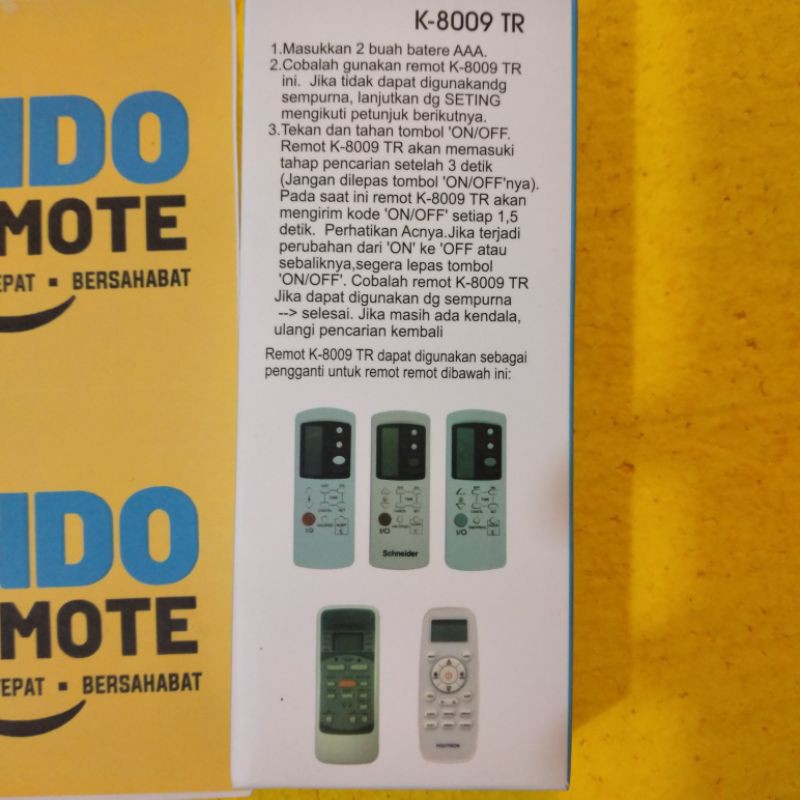 K-8009 TR
1.Masukkan 2 buah batere AAA.
2.Cobalah gunakan remot K-8009 TR
ini. Jika tidak dapat digunakandg
sempurna, lanjutkan dg SETING
mengikuti petunjuk berikutnya.
3.Tekan dan tahan tombol 'ON/OFF.
Remot K-8009 TR akan memasuki
tahap pencarian setelah 3 detik
(Jangan dilepas tombol 'ON/OFF'nya).
Pada saat ini remot K-8009 TR akan
mengirim kode 'ON/OFF' setiap 1,5
detik. Perhatikan Acnya.Jika terjadi
perubahan dari 'ON' ke 'OFF atau
sebaliknya,segera lepas tombol
'ON/OFF'. Cobalah remot K-8009 TR
Jika dapat digunakan dg sempurna
--> selesai. Jika masih ada kendala,
ulangi pencarian kembali
Remot K-8009 TR dapat digunakan sebagai
pengganti untuk remot remot dibawah ini:
I/O
I/O
I/O
Schneider
POLYTRON
IDO
MOTE
EPAT ▪ BERSAHABAT
IDO
MOTE
TEPAT ▪ BERSAHABAT